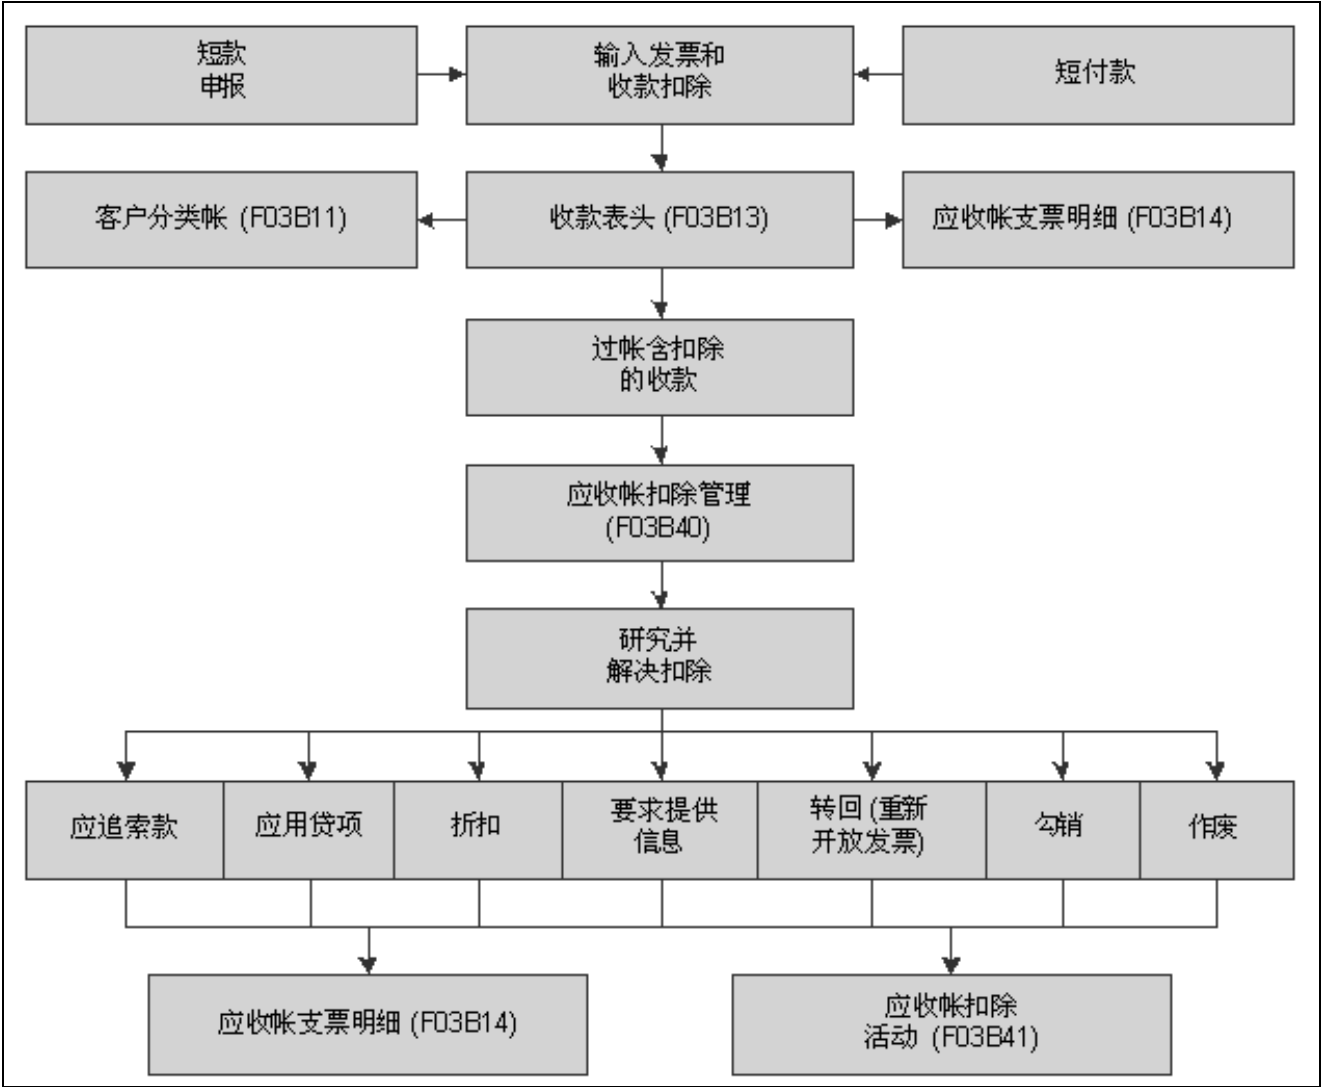 短款
申报
输入发票和
收款扣除
短付款
客户分类帐 (F03B11)
收款表头 (F03B13)
应收帐支票明细 (F03B14)
过帐含扣除
的收款
应收帐扣除管理
(F03B40)
研究并
解决扣除
应追索款
应用贷项
折扣
要求提供
信息
转回 (重新
开放发票)
勾销
作废
应收帐支票明细 (F03B14)
应收帐扣除
活动 (F03B41)